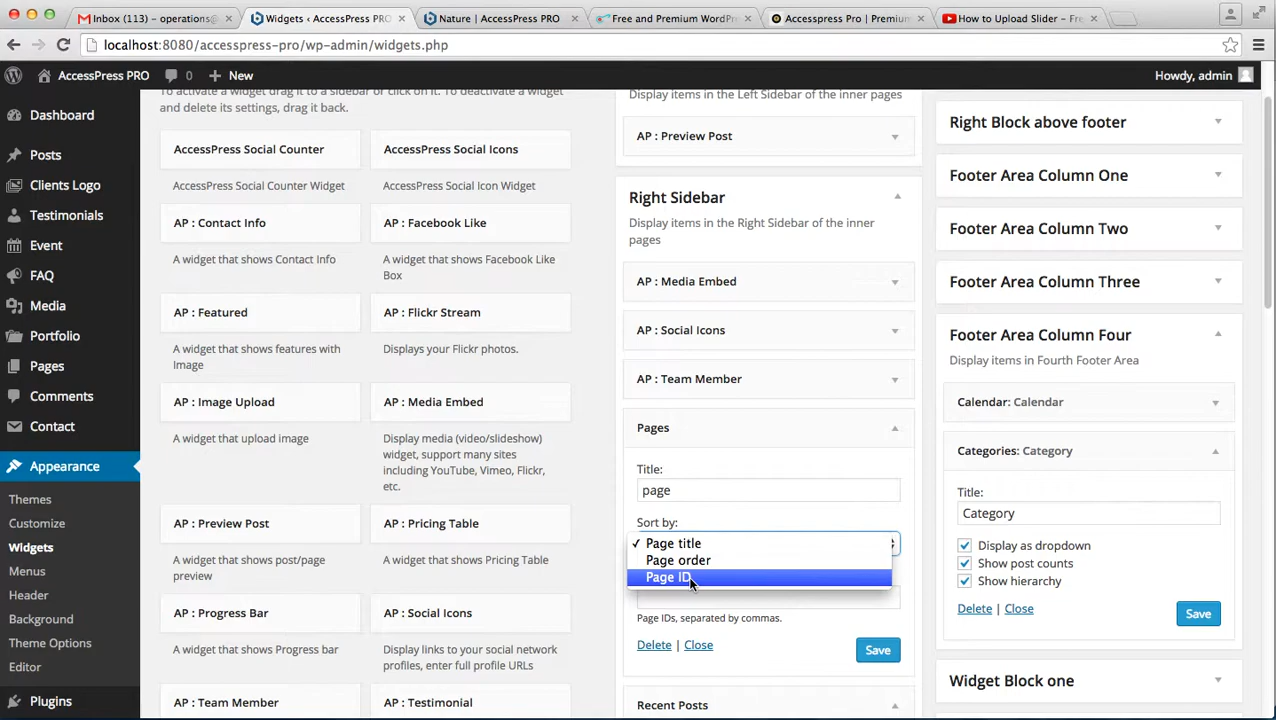 Inbox (113) – operations@
Widgets ‹ AccessPress PRO
Nature | AccessPress PRO
Free and Premium WordPre
Accesspress Pro | Premium
How to Upload Slider – Fre
localhost:8080/accesspress-pro/wp-admin/widgets.php
AccessPress PRO
0
New
Howdy, admin
Dashboard
Posts
Clients Logo
Testimonials
Event
FAQ
Media
Portfolio
Pages
Comments
Contact
Appearance
Themes
Customize
Widgets
Menus
Header
Background
Theme Options
Editor
Plugins
To activate a widget drag it to a sidebar or click on it. To deactivate a widget
and delete its settings, drag it back.
AccessPress Social Counter
AccessPress Social Counter Widget
AccessPress Social Icons
AccessPress Social Icon Widget
AP : Contact Info
A widget that shows Contact Info
AP : Facebook Like
A widget that shows Facebook Like
Box
AP : Featured
A widget that shows features with
Image
AP : Flickr Stream
Displays your Flickr photos.
AP : Image Upload
A widget that upload image
AP : Media Embed
Display media (video/slideshow)
widget, support many sites
including YouTube, Vimeo, Flickr,
etc.
AP : Preview Post
A widget that shows post/page
preview
AP : Pricing Table
A widget that shows Pricing Table
AP : Progress Bar
A widget that shows Progress bar
AP : Social Icons
Display links to your social network
profiles, enter full profile URLs
AP : Team Member
AP : Testimonial
Display items in the Left Sidebar of the inner pages
AP : Preview Post
Right Sidebar
Display items in the Right Sidebar of the inner
pages
AP : Media Embed
AP : Social Icons
AP : Team Member
Pages
Title:
page
Sort by:
✓ Page title
Page order
Page ID
Page IDs, separated by commas.
Delete | Close
Save
Recent Posts
Right Block above footer
Footer Area Column One
Footer Area Column Two
Footer Area Column Three
Footer Area Column Four
Display items in Fourth Footer Area
Calendar: Calendar
Categories: Category
Title:
Category
Display as dropdown
Show post counts
Show hierarchy
Delete | Close
Save
Widget Block one